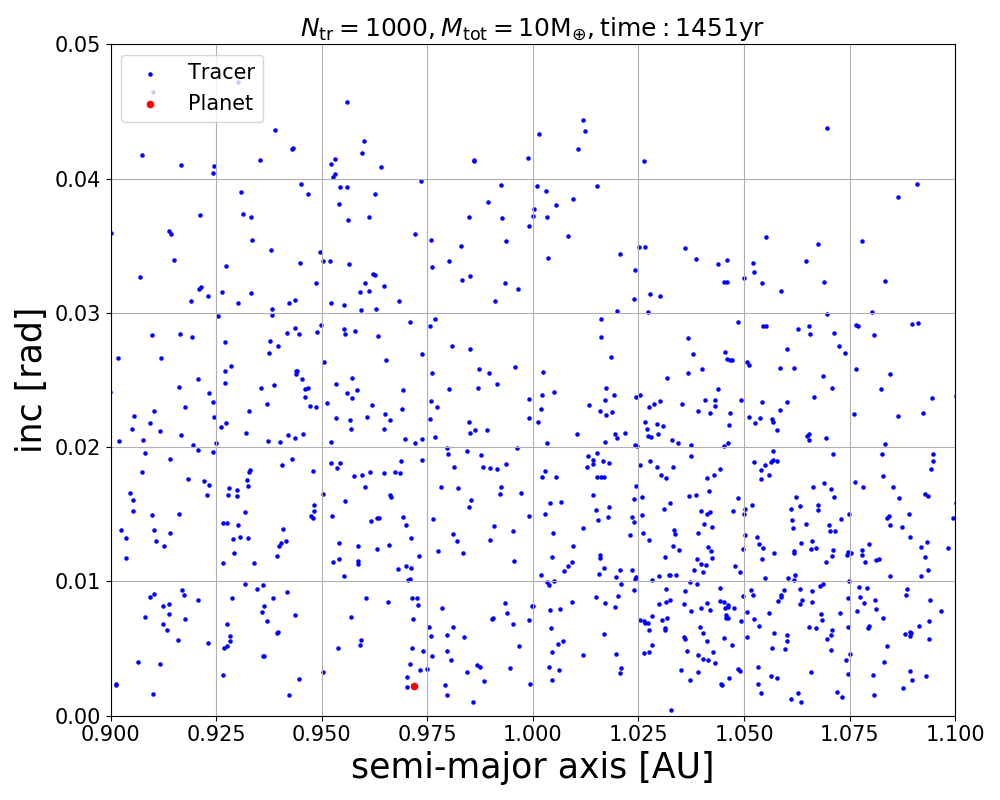 N_tr = 1000, M_tot = 10M_⊕, time : 1451yr
Tracer
Planet
inc [rad]
0.05
0.04
0.03
0.02
0.01
0.00
0.900 0.925 0.950 0.975 1.000 1.025 1.050 1.075 1.100
semi-major axis [AU]